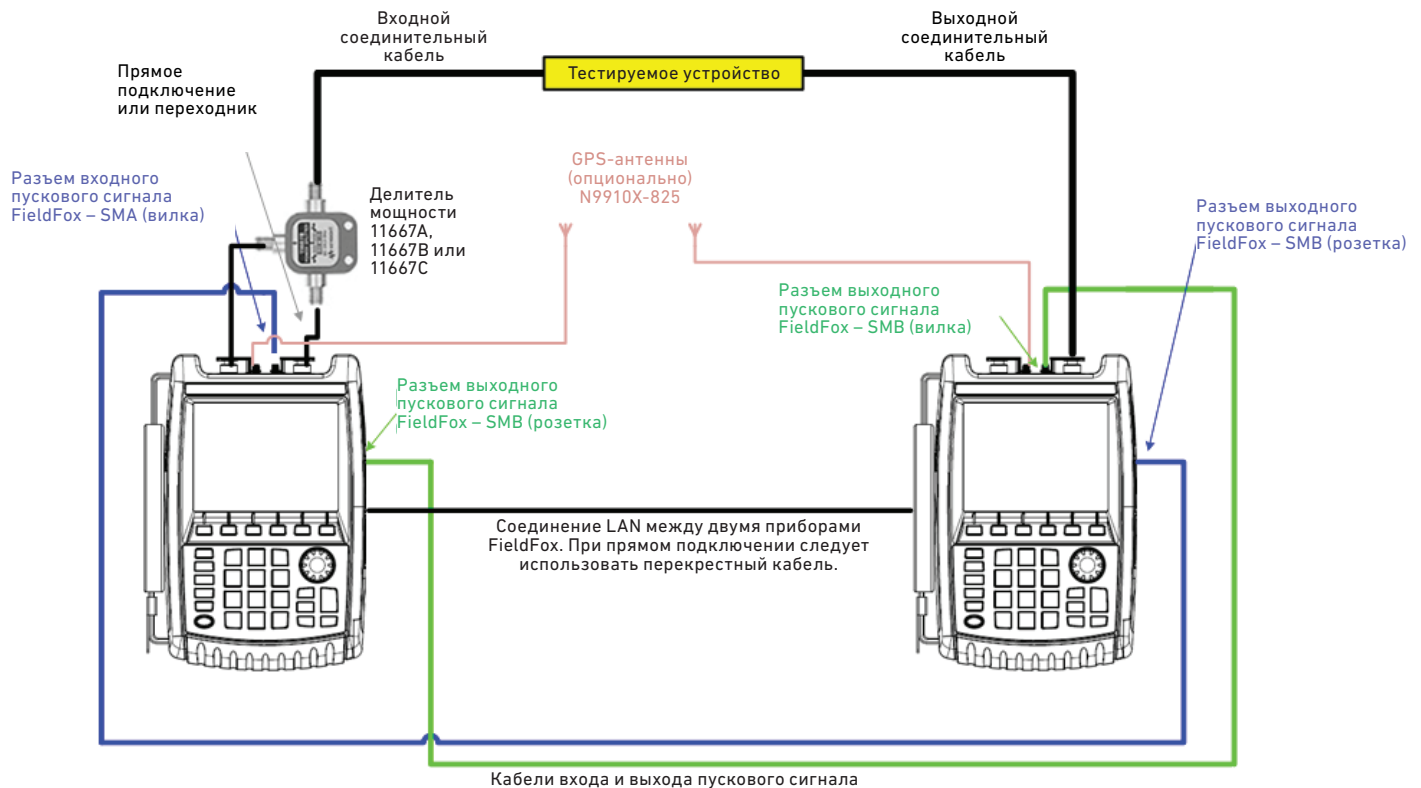 Входной
соединительный
кабель
Выходной
соединительный
кабель
Тестируемое устройство
Прямое
подключение
или переходник
GPS-антенны
(опционально)
N9910X-825
Разъем входного
пускового сигнала
FieldFox – SMA (вилка)
Делитель
мощности
11667A,
11667B или
11667C
Разъем выходного
пускового сигнала
FieldFox – SMB (розетка)
Разъем выходного
пускового сигнала
FieldFox – SMB (вилка)
Разъем выходного
пускового сигнала
FieldFox – SMB (розетка)
Соединение LAN между двумя приборами
FieldFox. При прямом подключении следует
использовать перекрестный кабель.
Кабели входа и выхода пускового сигнала